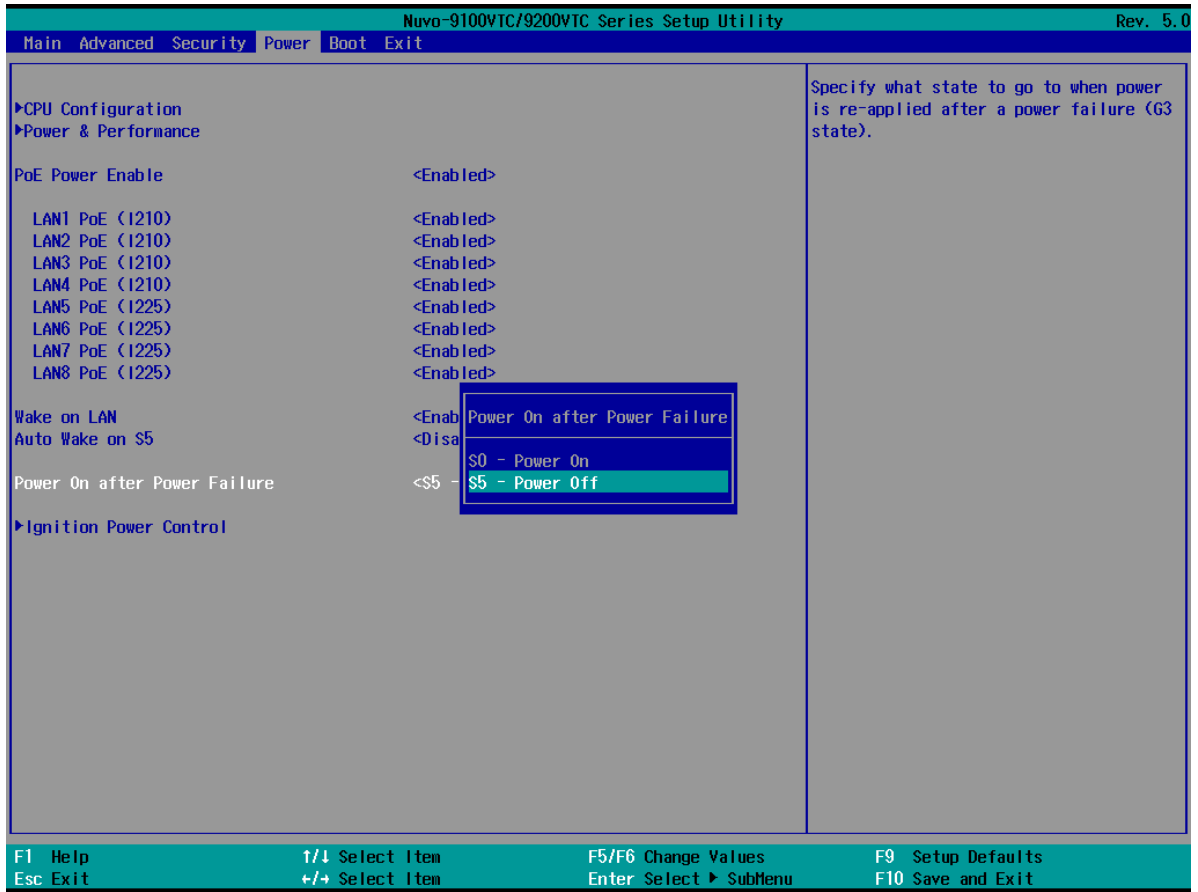 Nuvo-9100VTC/9200VTC Series Setup Utility Rev. 5.0
Main Advanced Security Power Boot Exit
Specify what state to go to when power
is re-applied after a power failure (G3
state).
▶CPU Configuration
▶Power & Performance
PoE Power Enable <Enabled>
LAN1 PoE (I210) <Enabled>
LAN2 PoE (I210) <Enabled>
LAN3 PoE (I210) <Enabled>
LAN4 PoE (I210) <Enabled>
LAN5 PoE (I225) <Enabled>
LAN6 PoE (I225) <Enabled>
LAN7 PoE (I225) <Enabled>
LAN8 PoE (I225) <Enabled>
Wake on LAN <Enab
Auto Wake on S5 <Disa
Power On after Power Failure <S5 -
▶Ignition Power Control
Power On after Power Failure
S0 - Power On
S5 - Power Off
F1 Help ↑/↓ Select Item F5/F6 Change Values F9 Setup Defaults
Esc Exit ←/→ Select Item Enter Select ▶ SubMenu F10 Save and Exit